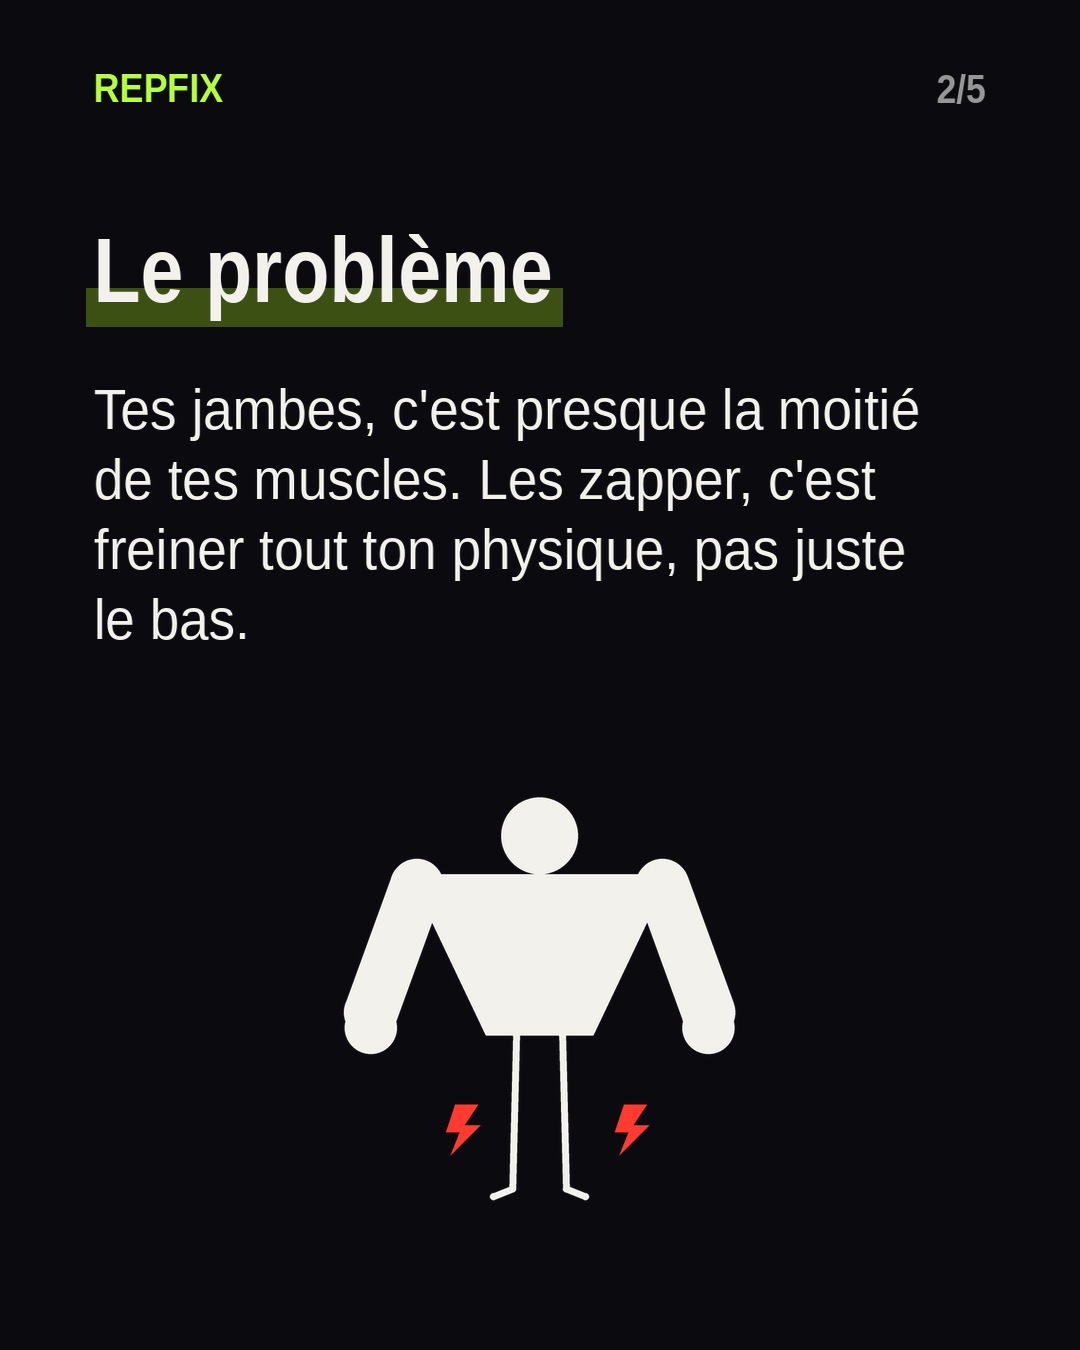 REPFIX
2/5
Le problème
Tes jambes, c'est presque la moitié
de tes muscles. Les zapper, c'est
freiner tout ton physique, pas juste
le bas.